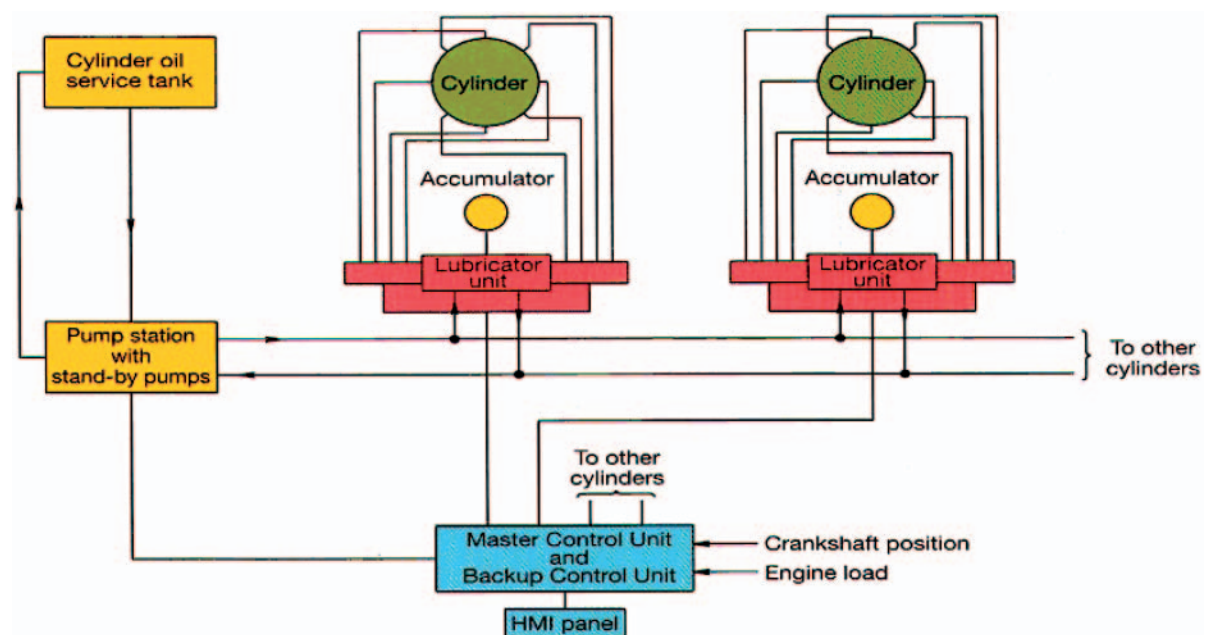 Cylinder oil
service tank
Cylinder
Accumulator
Lubricator
unit
Cylinder
Accumulator
Lubricator
unit
Pump station
with
stand-by pumps
To other
cylinders
To other
cylinders
Master Control Unit
and
Backup Control Unit
Crankshaft position
Engine load
HMI panel